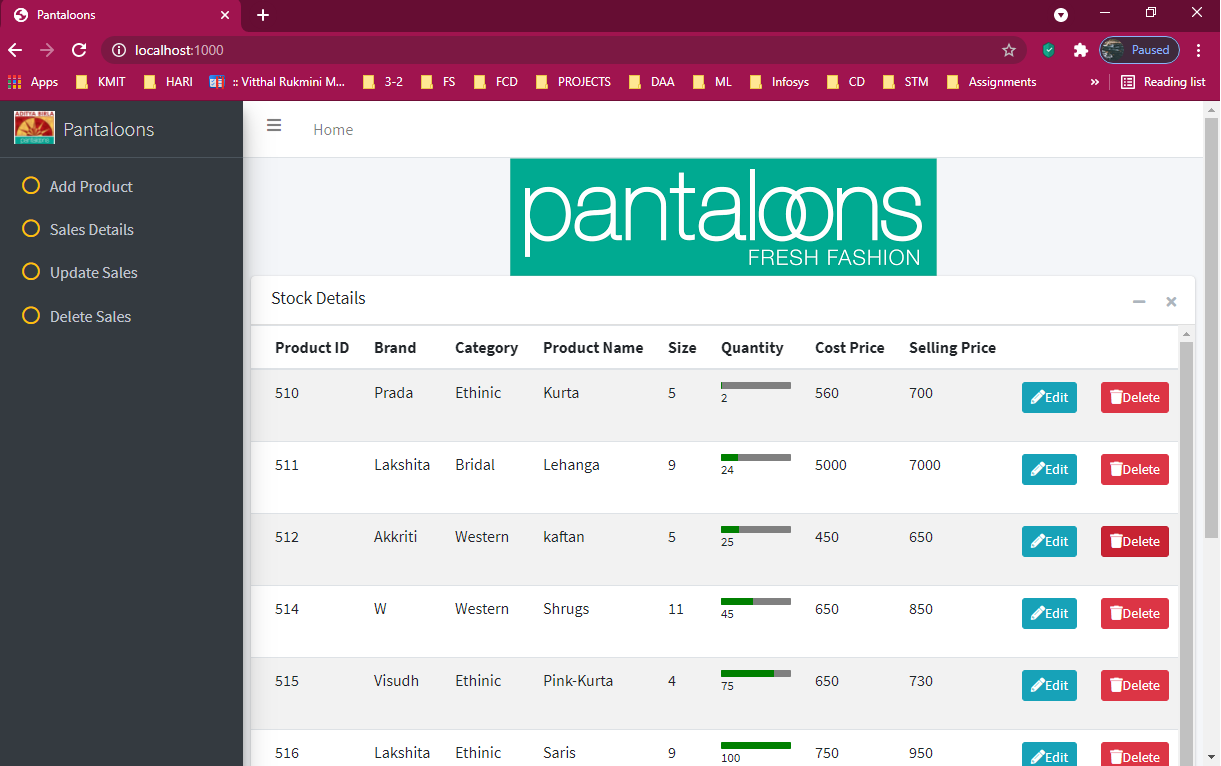 Pantaloons
localhost:1000
Paused
Apps KMIT HARI :: Vitthal Rukmini M... 3-2 FS FCD PROJECTS DAA ML Infosys CD STM Assignments » Reading list
ADITYA BIRLA
pantaloons
Pantaloons
Home
Add Product
Sales Details
Update Sales
Delete Sales
pantaloons
FRESH FASHION
Stock Details
Product ID Brand Category Product Name Size Quantity Cost Price Selling Price
510 Prada Ethinic Kurta 5 2 560 700 Edit Delete
511 Lakshita Bridal Lehanga 9 24 5000 7000 Edit Delete
512 Akkriti Western kaftan 5 25 450 650 Edit Delete
514 W Western Shrugs 11 45 650 850 Edit Delete
515 Visudh Ethinic Pink-Kurta 4 75 650 730 Edit Delete
516 Lakshita Ethinic Saris 9 100 750 950 Edit Delete